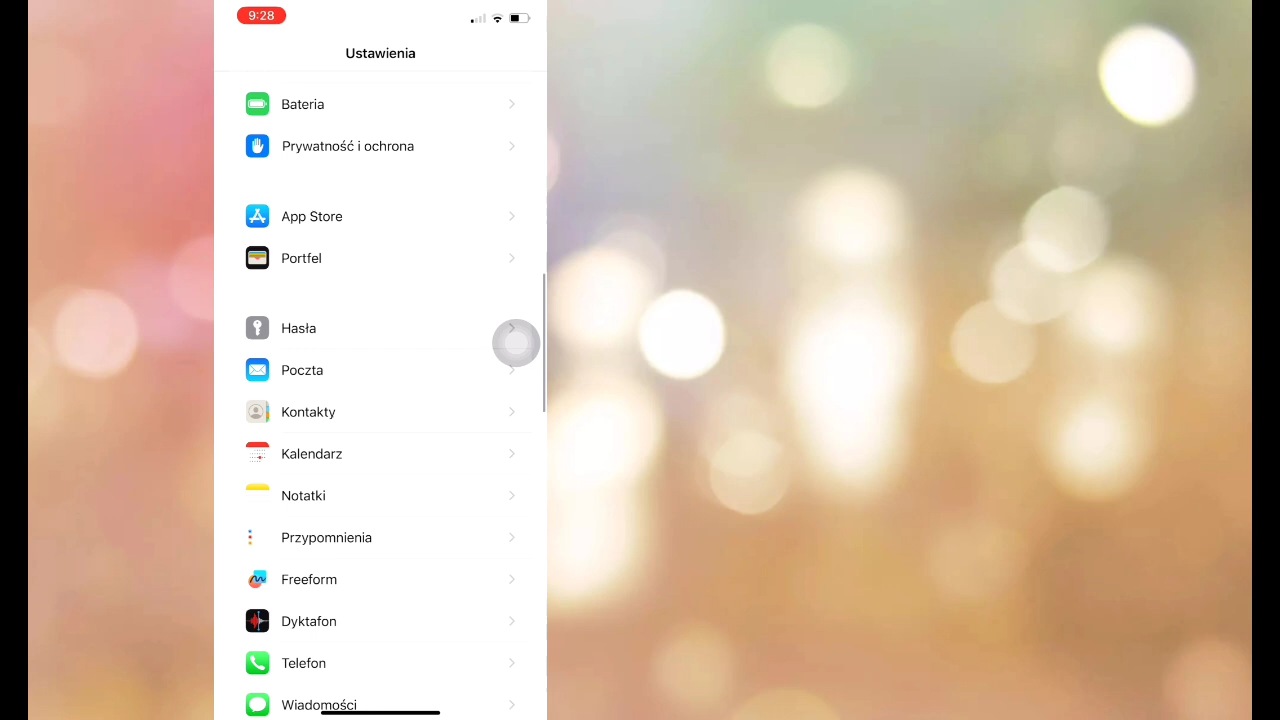 9:28
Ustawienia
Bateria
Prywatność i ochrona
App Store
Portfel
Hasła
Poczta
Kontakty
Kalendarz
Notatki
Przypomnienia
Freeform
Dyktafon
Telefon
Wiadomości